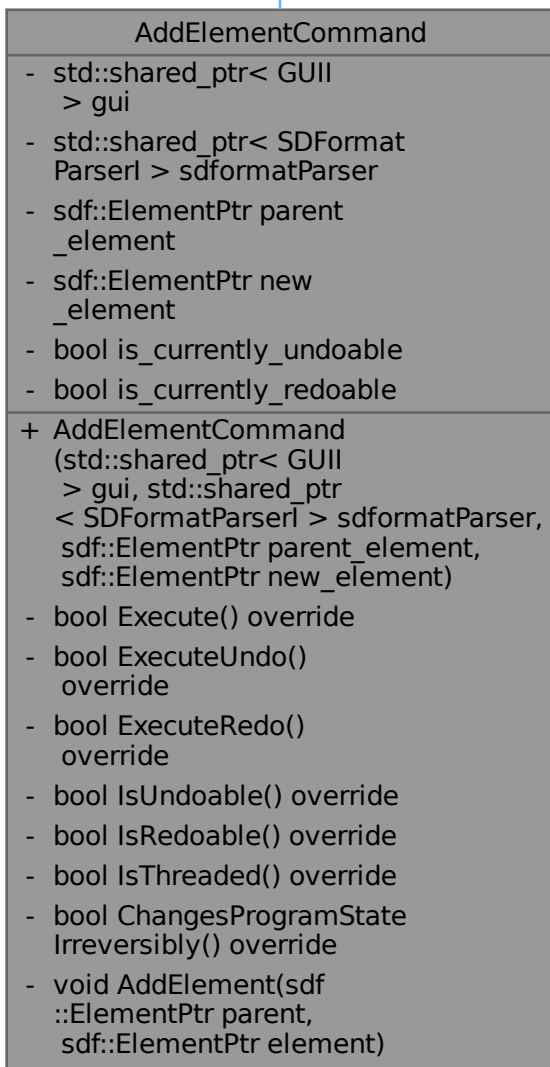 AddElementCommand
- std::shared_ptr< GUII
> gui
- std::shared_ptr< SDFormat
ParserI > sdformatParser
- sdf::ElementPtr parent
_element
- sdf::ElementPtr new
_element
- bool is_currently_undoable
- bool is_currently_redoable
+ AddElementCommand
(std::shared_ptr< GUII
> gui, std::shared_ptr
< SDFormatParserI > sdformatParser,
sdf::ElementPtr parent_element,
sdf::ElementPtr new_element)
- bool Execute() override
- bool ExecuteUndo()
override
- bool ExecuteRedo()
override
- bool IsUndoable() override
- bool IsRedoable() override
- bool IsThreaded() override
- bool ChangesProgramState
Irreversibly() override
- void AddElement(sdf
::ElementPtr parent,
sdf::ElementPtr element)